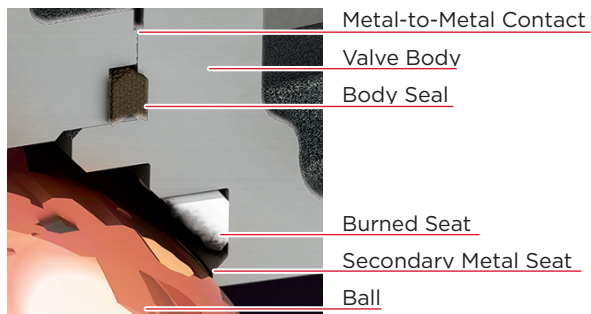 Metal-to-Metal Contact
Valve Body
Body Seal
Burned Seat
Secondary Metal Seat
Ball